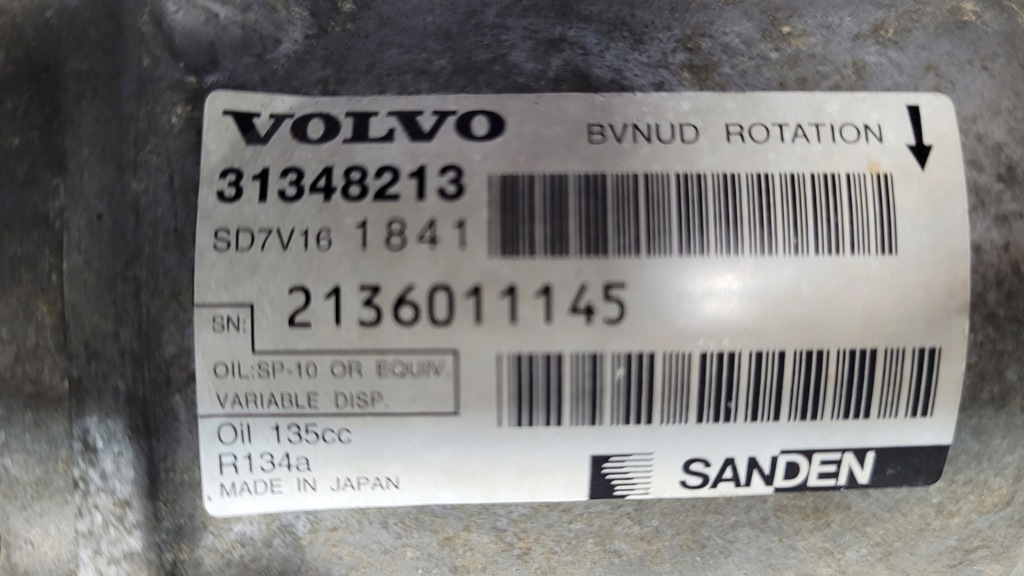 VOLVO BVNUD ROTATION
31348213
SD7V16 1841
SN: 2136011145
OIL:SP-10 OR EQUIV.
VARIABLE DISP.
Oil 135cc
R134a
MADE IN JAPAN
SANDEN